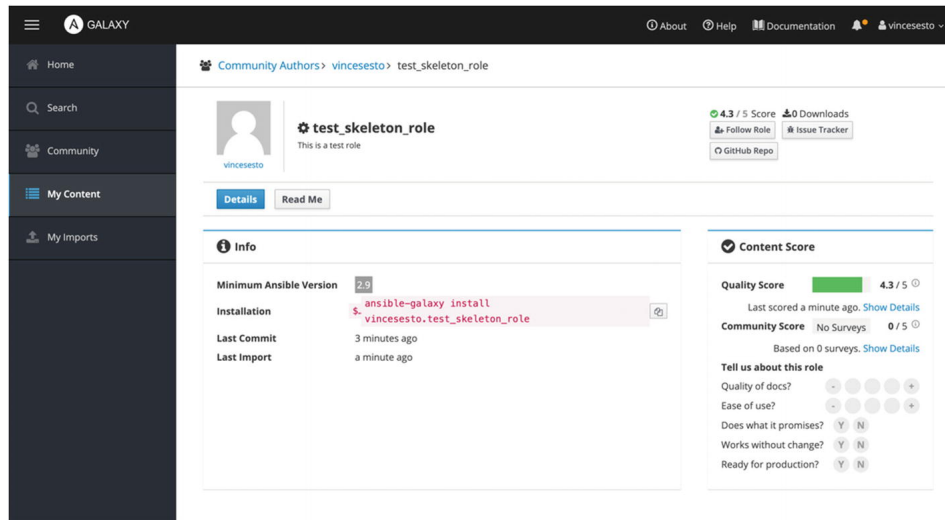 GALAXY
About Help Documentation vincesesto
Home
Search
Community
My Content
My Imports
Community Authors> vincesesto> test_skeleton_role
vincesesto
test_skeleton_role
This is a test role
4.3 / 5 Score 0 Downloads
Follow Role Issue Tracker
GitHub Repo
Details Read Me
Info
Minimum Ansible Version 2.9
Installation $. ansible-galaxy install
vincesesto.test_skeleton_role
Last Commit 3 minutes ago
Last Import a minute ago
Content Score
Quality Score 4.3 / 5
Last scored a minute ago. Show Details
Community Score No Surveys 0 / 5
Based on 0 surveys. Show Details
Tell us about this role
Quality of docs? - +
Ease of use? - +
Does what it promises? Y N
Works without change? Y N
Ready for production? Y N